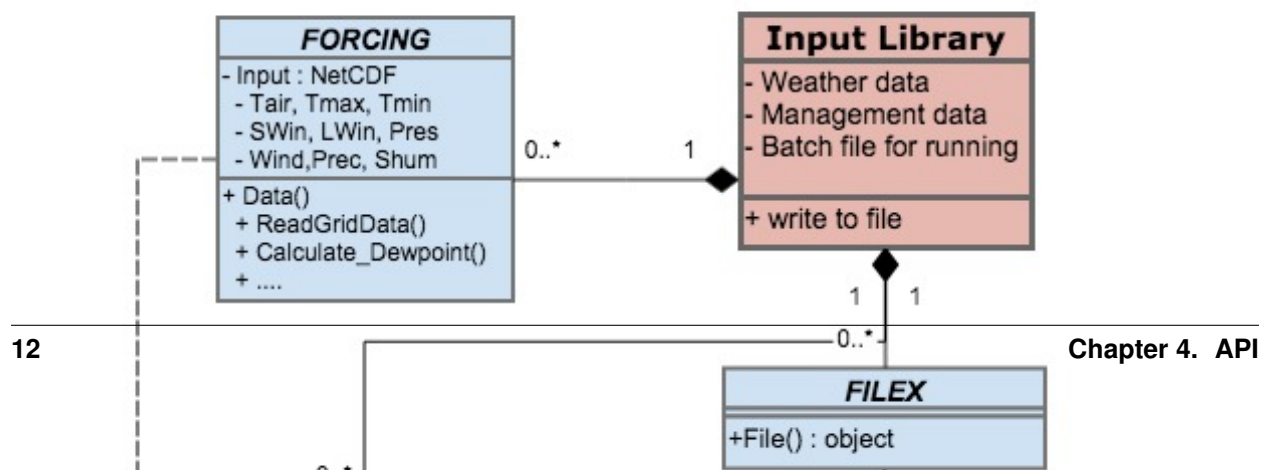 FORCING
- Input : NetCDF
- Tair, Tmax, Tmin
- SWin, LWin, Pres
- Wind,Prec, Shum
+ Data()
+ ReadGridData()
+ Calculate_Dewpoint()
+ ....
0..*
1
Input Library
- Weather data
- Management data
- Batch file for running
+ write to file
1
1
0..*
12
Chapter 4. API
FILEX
+File() : object
0..*